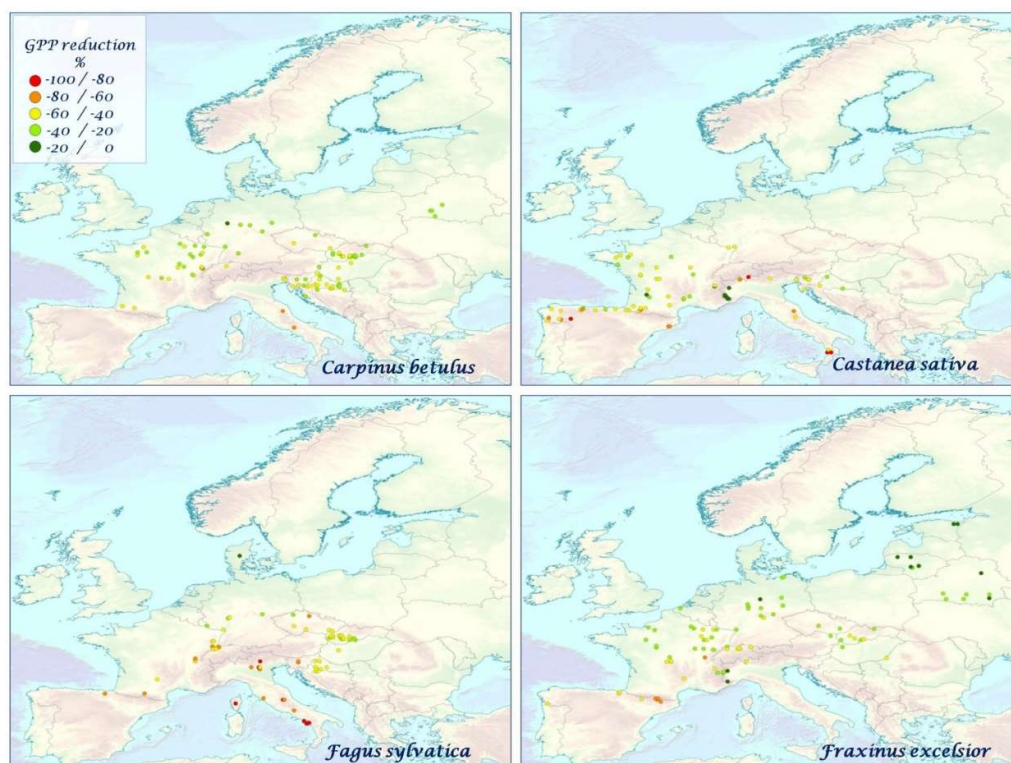 GPP reduction
%
-100 / -80
-80 / -60
-60 / -40
-40 / -20
-20 / 0
Carpinus betulus
Castanea sativa
Fagus sylvatica
Fraxinus excelsior